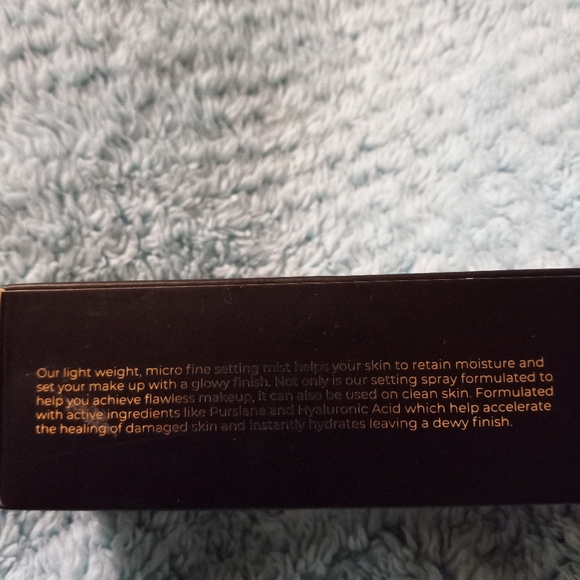 Our light weight, micro fine setting mist helps your skin to retain moisture and
set your make up with a glowy finish. Not only is our setting spray formulated to
help you achieve flawless makeup, it can also be used on clean skin. Formulated
with active ingredients like Purslane and Hyaluronic Acid which help accelerate
the healing of damaged skin and instantly hydrates leaving a dewy finish.